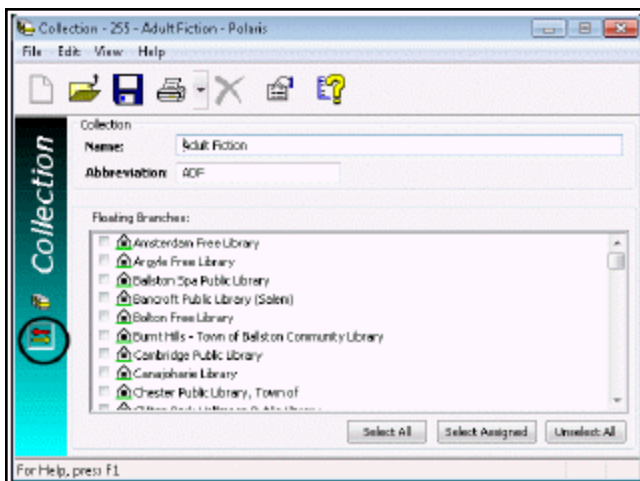 Collection - 255 - Adult Fiction - Polaris
File Edit View Help
Collection
Collection
Name: Adult Fiction
Abbreviation: ADF
Floating Branches:
Amsterdam Free Library
Argyle Free Library
Ballston Spa Public Library
Bancroft Public Library (Salem)
Bolton Free Library
Burnt Hills - Town of Ballston Community Library
Cambridge Public Library
Canajoharie Library
Chester Public Library, Town of
Select All Select Assigned Unselect All
For Help, press F1